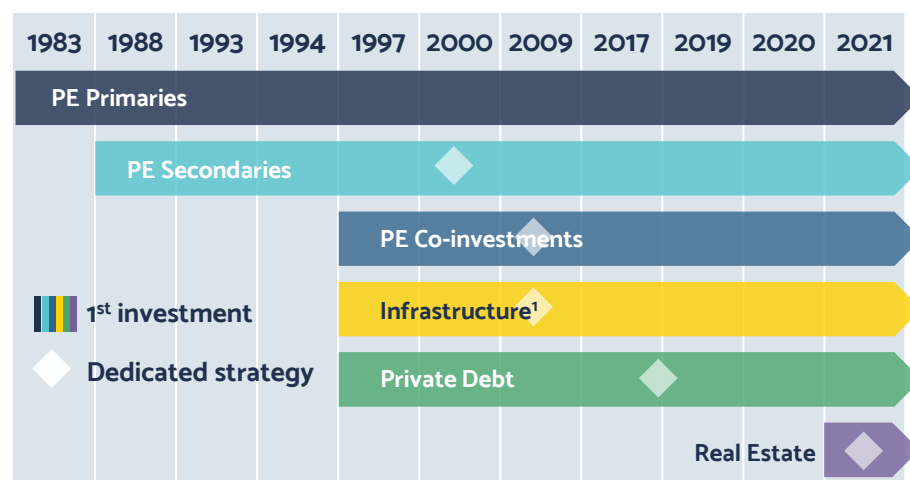 1983 1988 1993 1994 1997 2000 2009 2017 2019 2020 2021
PE Primaries
PE Secondaries
PE Co-investments
1st investment
Infrastructure¹
Dedicated strategy
Private Debt
Real Estate